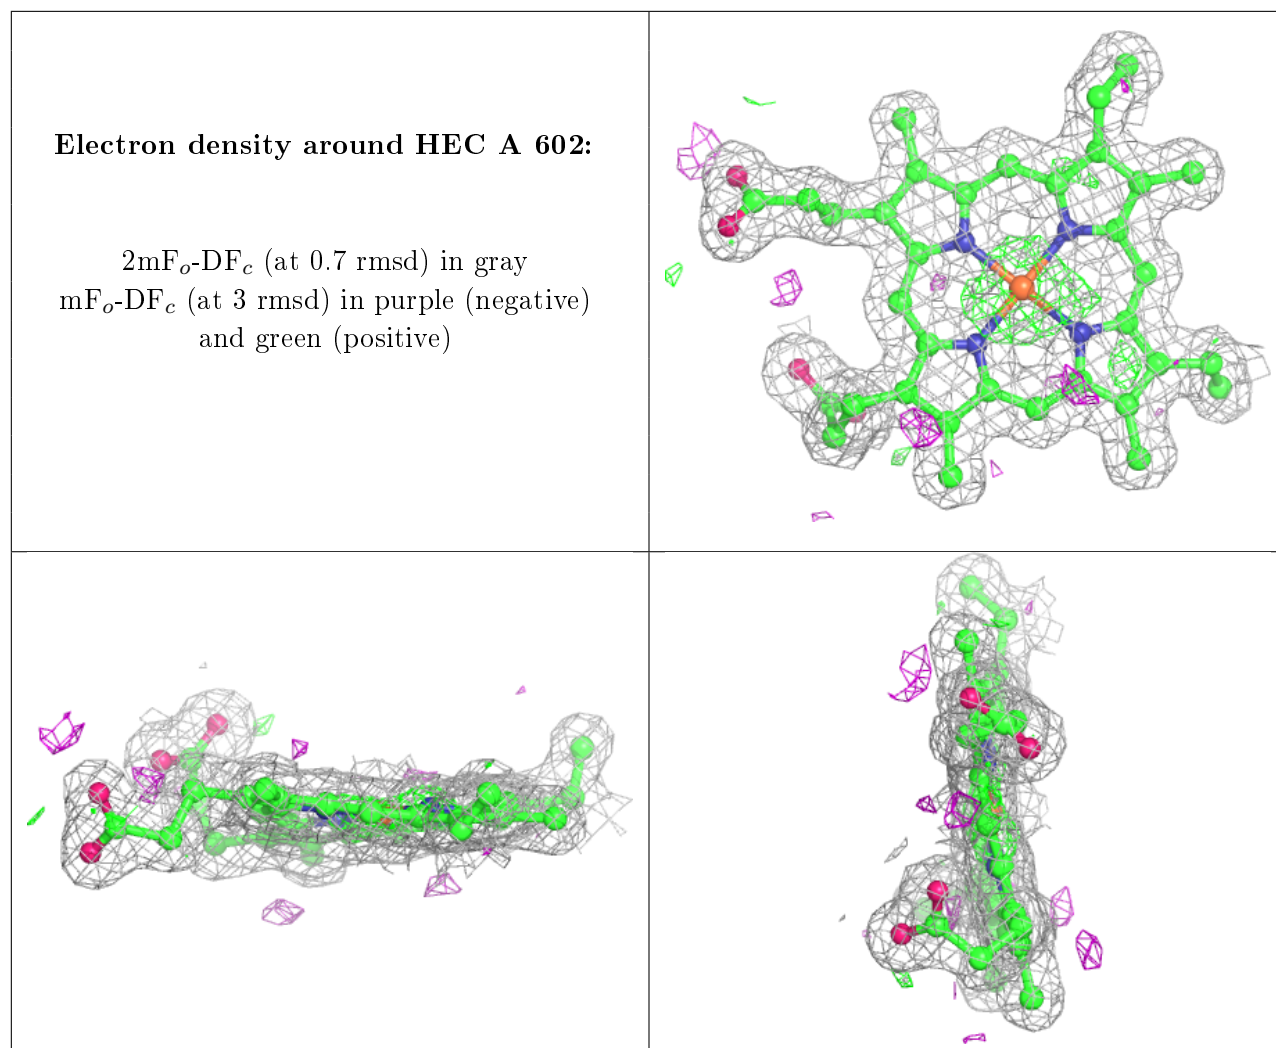 Electron density around HEC A 602:
2mFₒ-DF𝒸 (at 0.7 rmsd) in gray
mFₒ-DF𝒸 (at 3 rmsd) in purple (negative)
and green (positive)